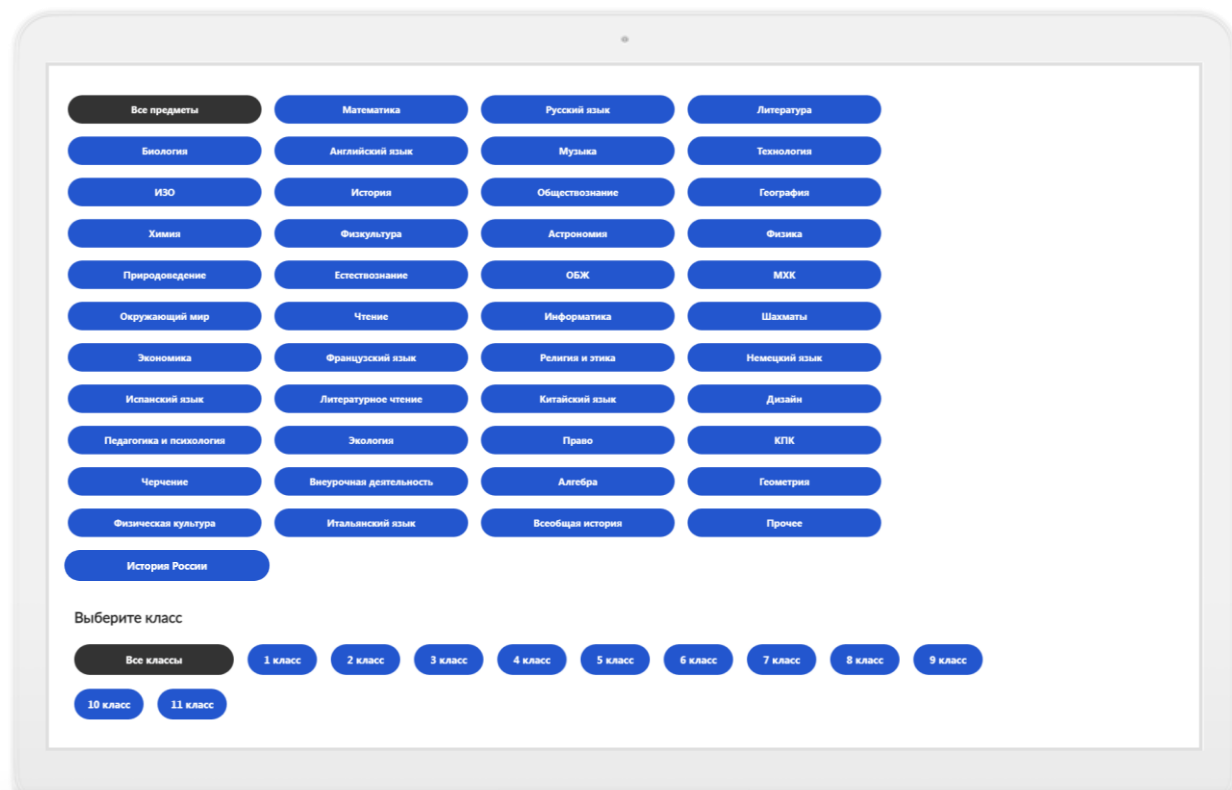 Все предметы Математика Русский язык Литература
Биология Английский язык Музыка Технология
ИЗО История Обществознание География
Химия Физкультура Астрономия Физика
Природоведение Естествознание ОБЖ МХК
Окружающий мир Чтение Информатика Шахматы
Экономика Французский язык Религия и этика Немецкий язык
Испанский язык Литературное чтение Китайский язык Дизайн
Педагогика и психология Экология Право КПК
Черчение Внеурочная деятельность Алгебра Геометрия
Физическая культура Итальянский язык Всеобщая история Прочее
История России
Выберите класс
Все классы 1 класс 2 класс 3 класс 4 класс 5 класс 6 класс 7 класс 8 класс 9 класс
10 класс 11 класс